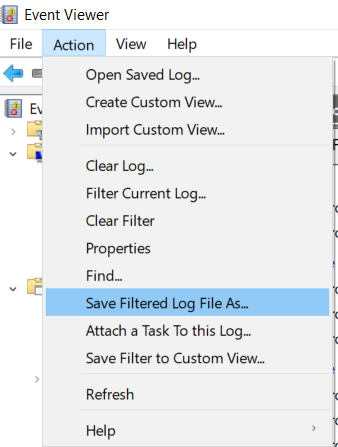 Event Viewer
File Action View Help
Open Saved Log...
Create Custom View...
Import Custom View...
Clear Log...
Filter Current Log...
Clear Filter
Properties
Find...
Save Filtered Log File As...
Attach a Task To this Log...
Save Filter to Custom View...
Refresh
Help